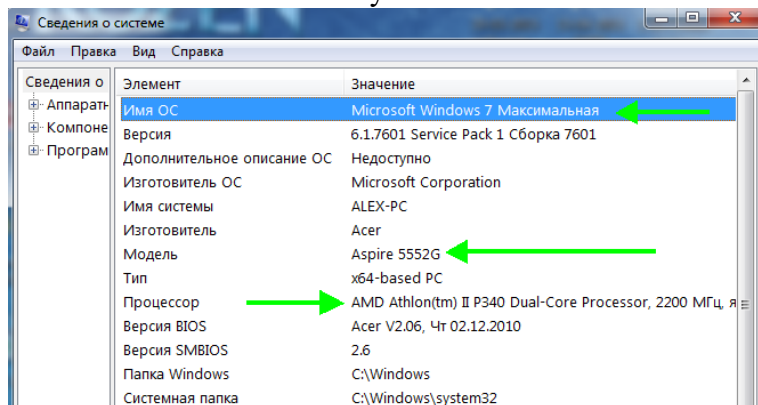 у
Сведения о системе
Файл Правка Вид Справка
Сведения о
Аппаратн
Компоне
Програм
Элемент Значение
Имя ОС Microsoft Windows 7 Максимальная
Версия 6.1.7601 Service Pack 1 Сборка 7601
Дополнительное описание ОС Недоступно
Изготовитель ОС Microsoft Corporation
Имя системы ALEX-PC
Изготовитель Acer
Модель Aspire 5552G
Тип x64-based PC
Процессор AMD Athlon(tm) II P340 Dual-Core Processor, 2200 МГц, я
Версия BIOS Acer V2.06, Чт 02.12.2010
Версия SMBIOS 2.6
Папка Windows C:\Windows
Системная папка C:\Windows\system32